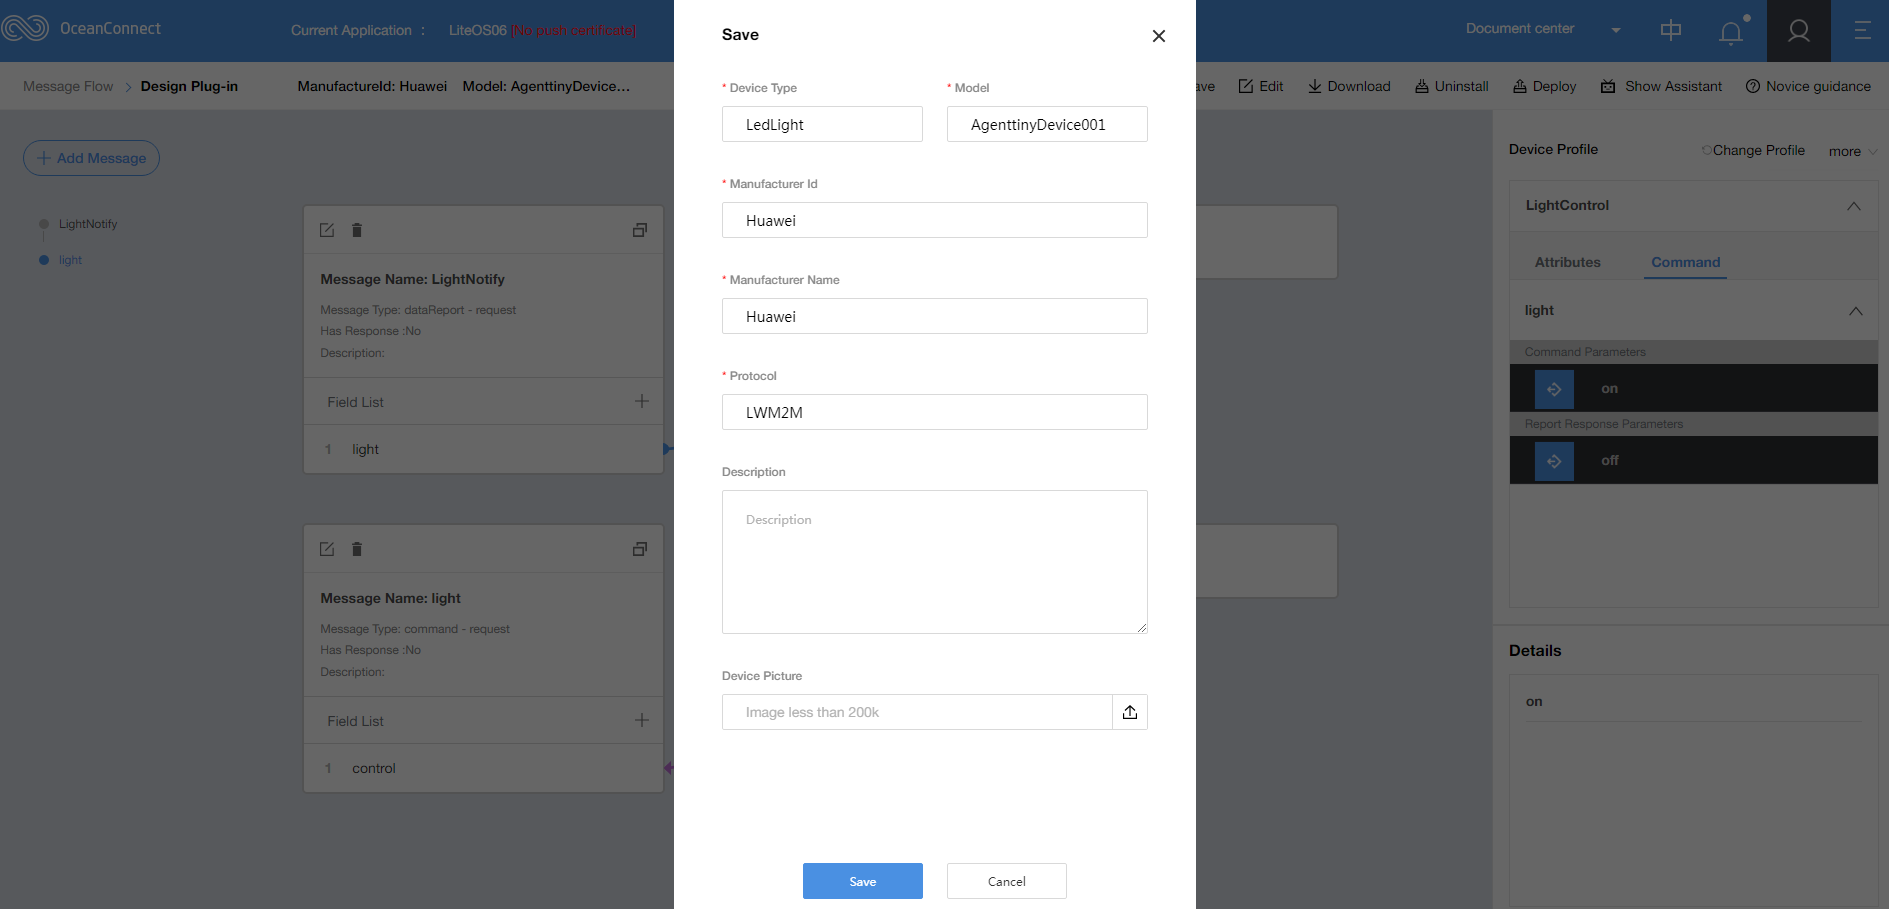 OceanConnect
Current Application :
LiteOS06 [No push certificate]
Document center
中
Message Flow > Design Plug-in
ManufactureId: Huawei Model: AgenttinyDevice...
ave
Edit
Download
Uninstall
Deploy
Show Assistant
Novice guidance
+ Add Message
LightNotify
light
Message Name: LightNotify
Message Type: dataReport - request
Has Response :No
Description:
Field List
1 light
Message Name: light
Message Type: command - request
Has Response :No
Description:
Field List
1 control
Save
* Device Type
LedLight
* Model
AgenttinyDevice001
* Manufacturer Id
Huawei
* Manufacturer Name
Huawei
* Protocol
LWM2M
Description
Description
Device Picture
Image less than 200k
Save
Cancel
Device Profile
Change Profile
more
LightControl
Attributes
Command
light
Command Parameters
on
Report Response Parameters
off
Details
on